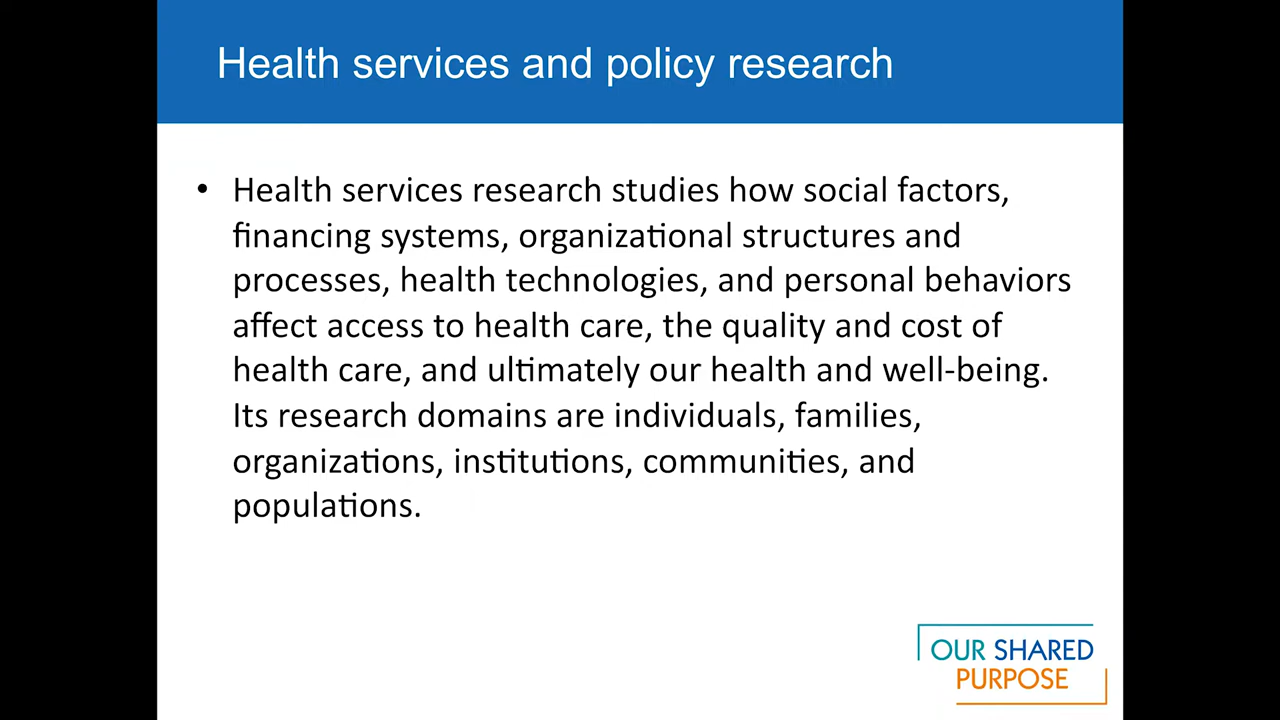 Health services and policy research
• Health services research studies how social factors,
financing systems, organizational structures and
processes, health technologies, and personal behaviors
affect access to health care, the quality and cost of
health care, and ultimately our health and well-being.
Its research domains are individuals, families,
organizations, institutions, communities, and
populations.
OUR SHARED
PURPOSE